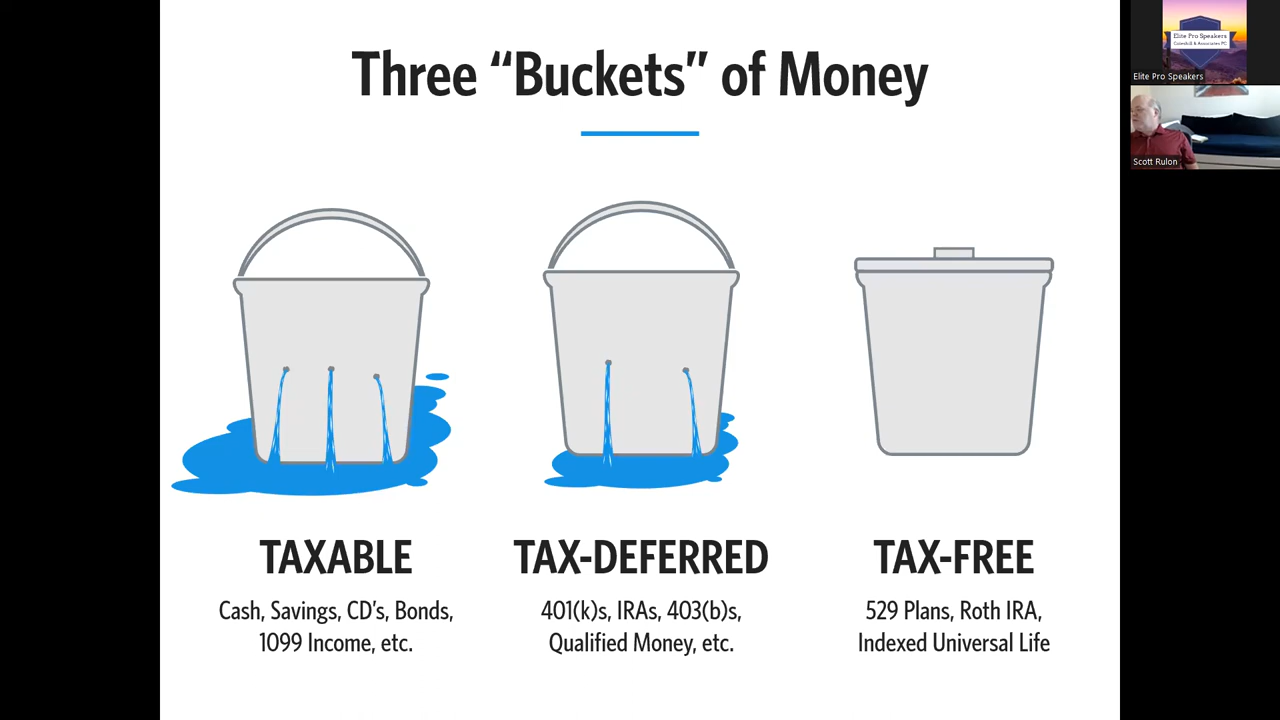 Three “Buckets” of Money
TAXABLE
Cash, Savings, CD's, Bonds,
1099 Income, etc.
TAX-DEFERRED
401(k)s, IRAs, 403(b)s,
Qualified Money, etc.
TAX-FREE
529 Plans, Roth IRA,
Indexed Universal Life
Elite Pro Speakers
Elite Pro Speakers
Scott Rulon